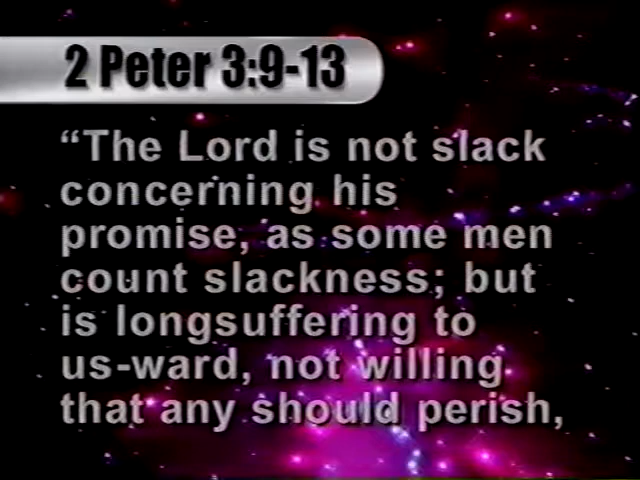 2 Peter 3:9-13
“The Lord is not slack
concerning his
promise, as some men
count slackness; but
is longsuffering to
us-ward, not willing
that any should perish,